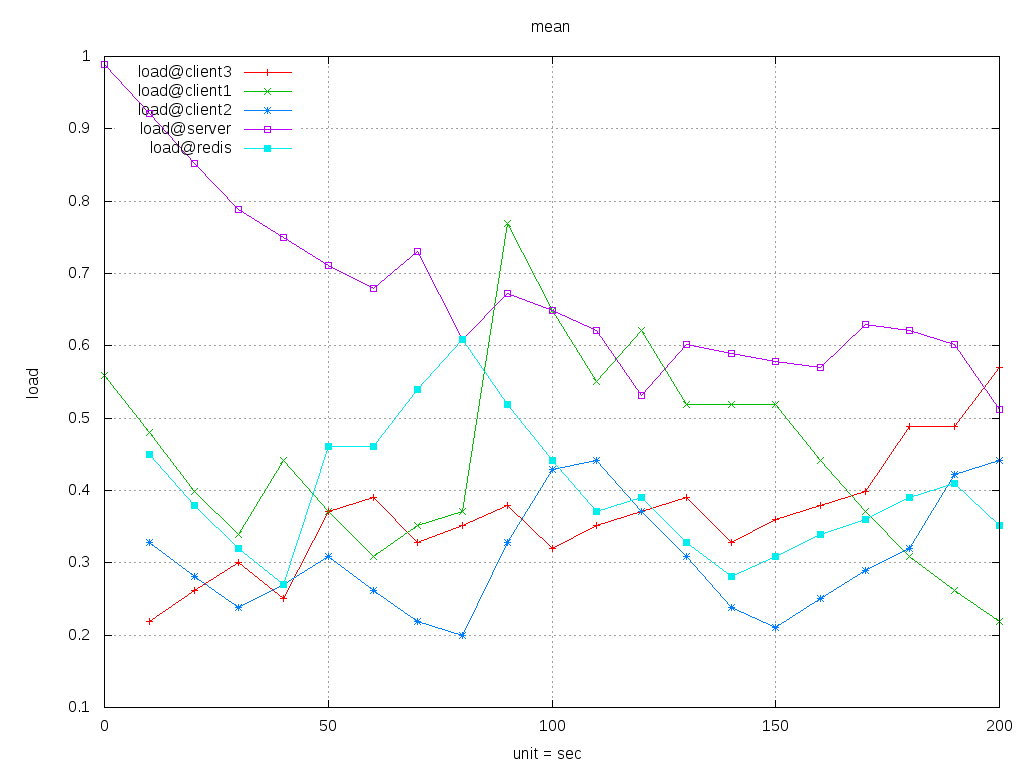 mean
1
0.9
0.8
0.7
0.6
0.5
0.4
0.3
0.2
0.1
load
load@client3
load@client1
load@client2
load@server
load@redis
0 50 100 150 200
unit = sec